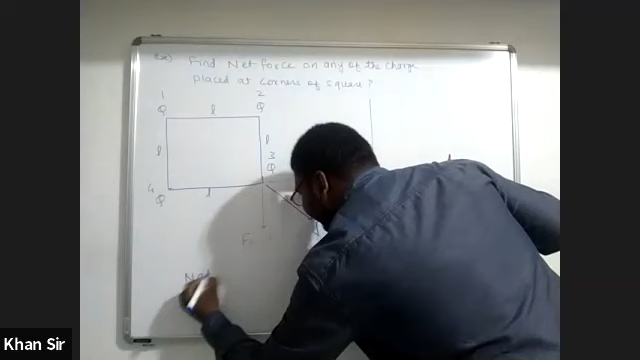 Ex) Find Net force on any of the charge
placed at corners of square?
1 2
Q l Q
l l
3
Q
4 l
Q
F
Net
Khan Sir